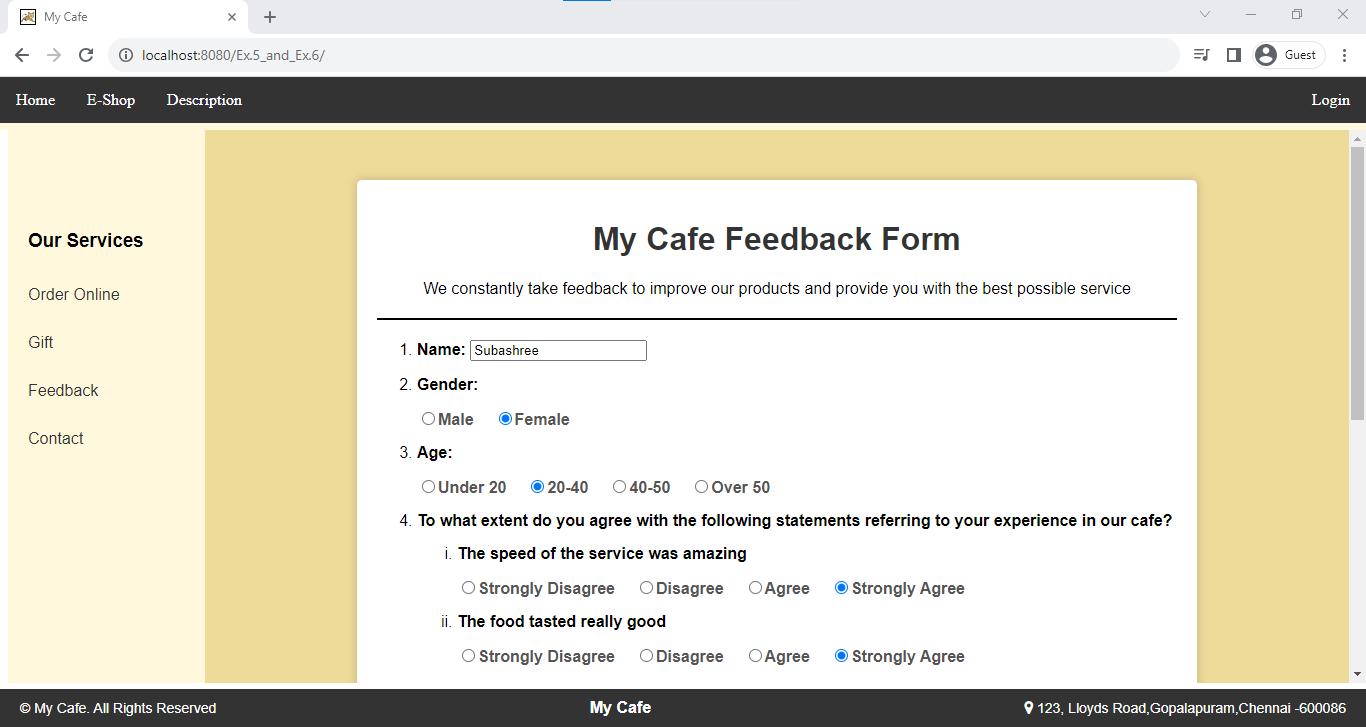 My Cafe
localhost:8080/Ex.5_and_Ex.6/
Guest
Home E-Shop Description Login
Our Services
Order Online
Gift
Feedback
Contact
My Cafe Feedback Form
We constantly take feedback to improve our products and provide you with the best possible service
1. Name: Subashree
2. Gender:
Male Female
3. Age:
Under 20 20-40 40-50 Over 50
4. To what extent do you agree with the following statements referring to your experience in our cafe?
i. The speed of the service was amazing
Strongly Disagree Disagree Agree Strongly Agree
ii. The food tasted really good
Strongly Disagree Disagree Agree Strongly Agree
© My Cafe. All Rights Reserved My Cafe 123, Lloyds Road,Gopalapuram,Chennai -600086